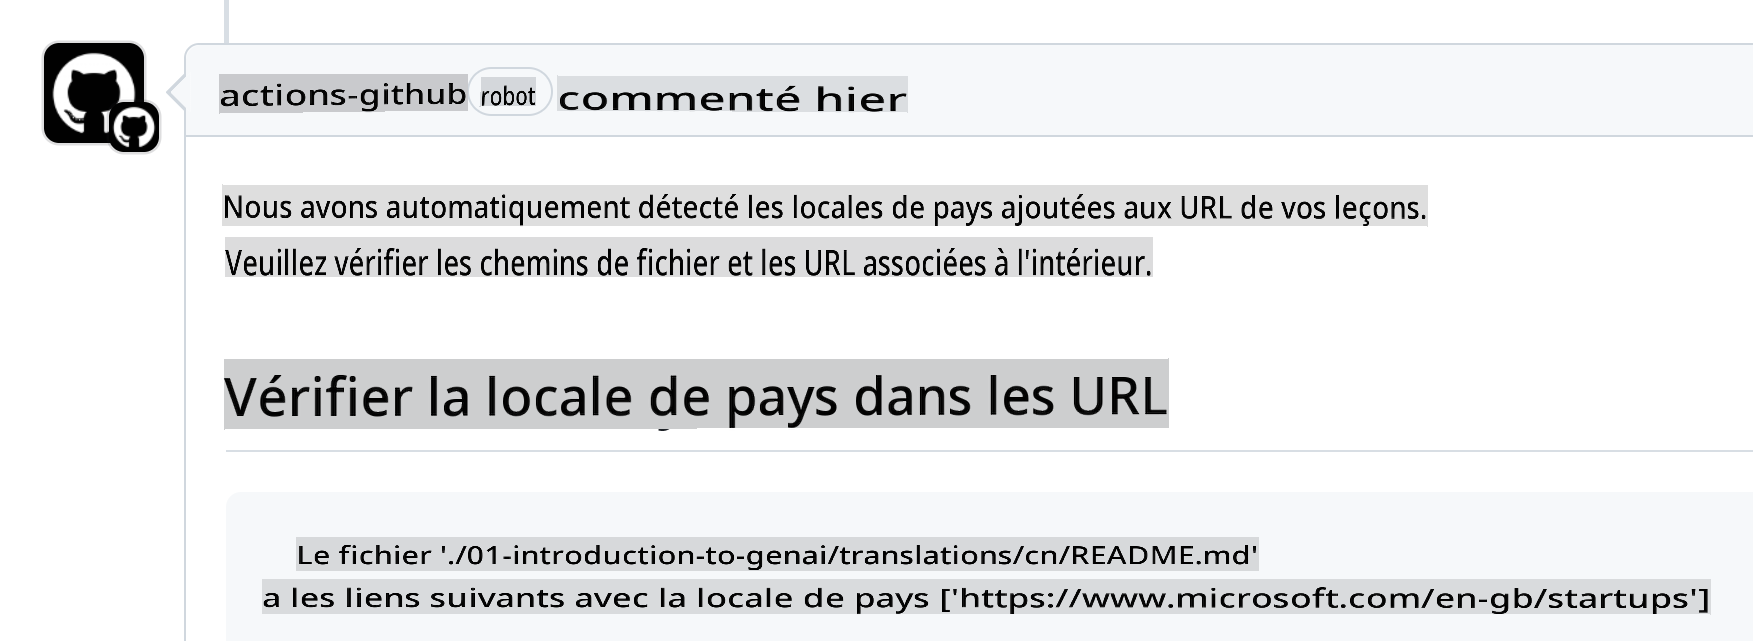 actions-github robot commenté hier
Nous avons automatiquement détecté les locales de pays ajoutées aux URL de vos leçons.
Veuillez vérifier les chemins de fichier et les URL associées à l'intérieur.
Vérifier la locale de pays dans les URL
Le fichier './01-introduction-to-genai/translations/cn/README.md'
a les liens suivants avec la locale de pays ['https://www.microsoft.com/en-gb/startups']